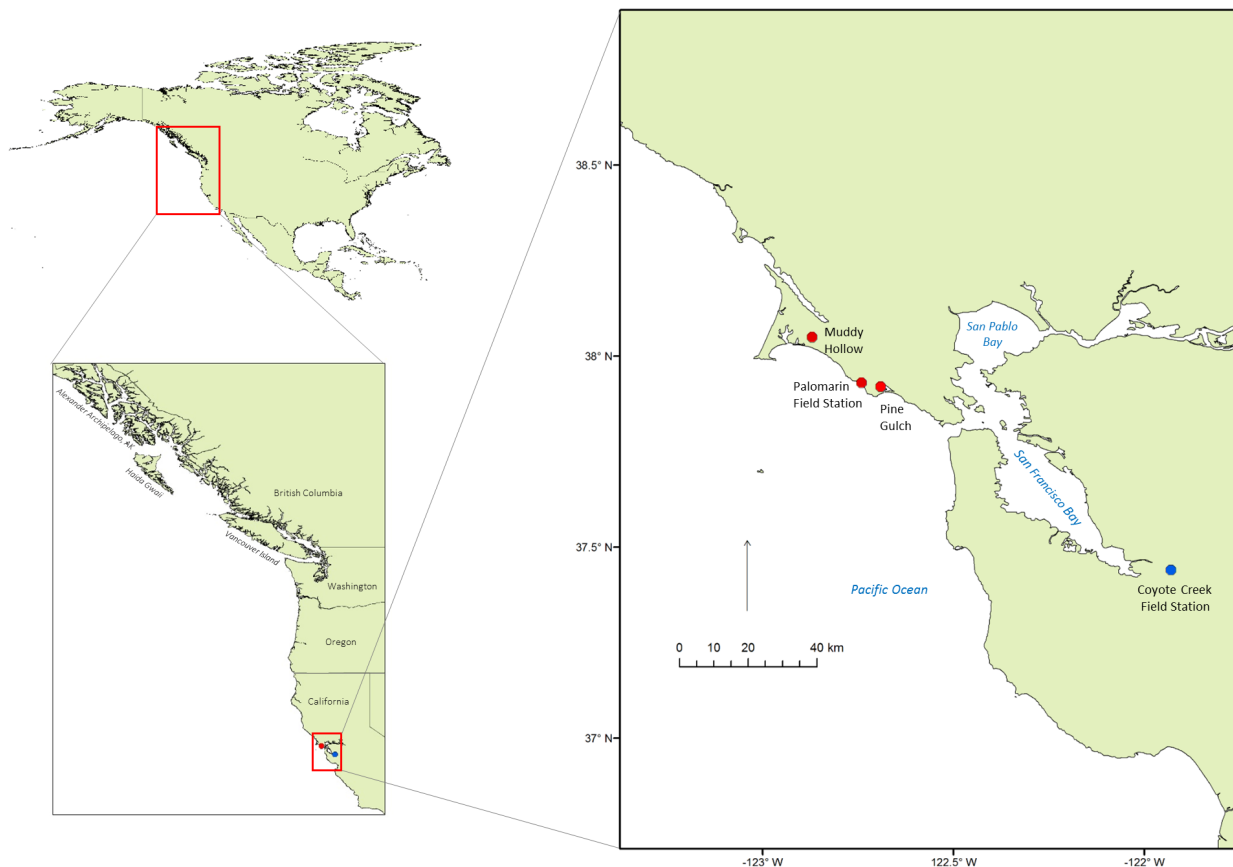 Alexander Archipelago, AK
Haida Gwaii
British Columbia
Vancouver Island
Washington
Oregon
California
38.5° N
38° N
37.5° N
37° N
Muddy
Hollow
Palomarin
Field Station
Pine
Gulch
San Pablo
Bay
San Francisco Bay
Pacific Ocean
Coyote Creek
Field Station
0 10 20 40 km
-123° W
122.5° W
-122° W